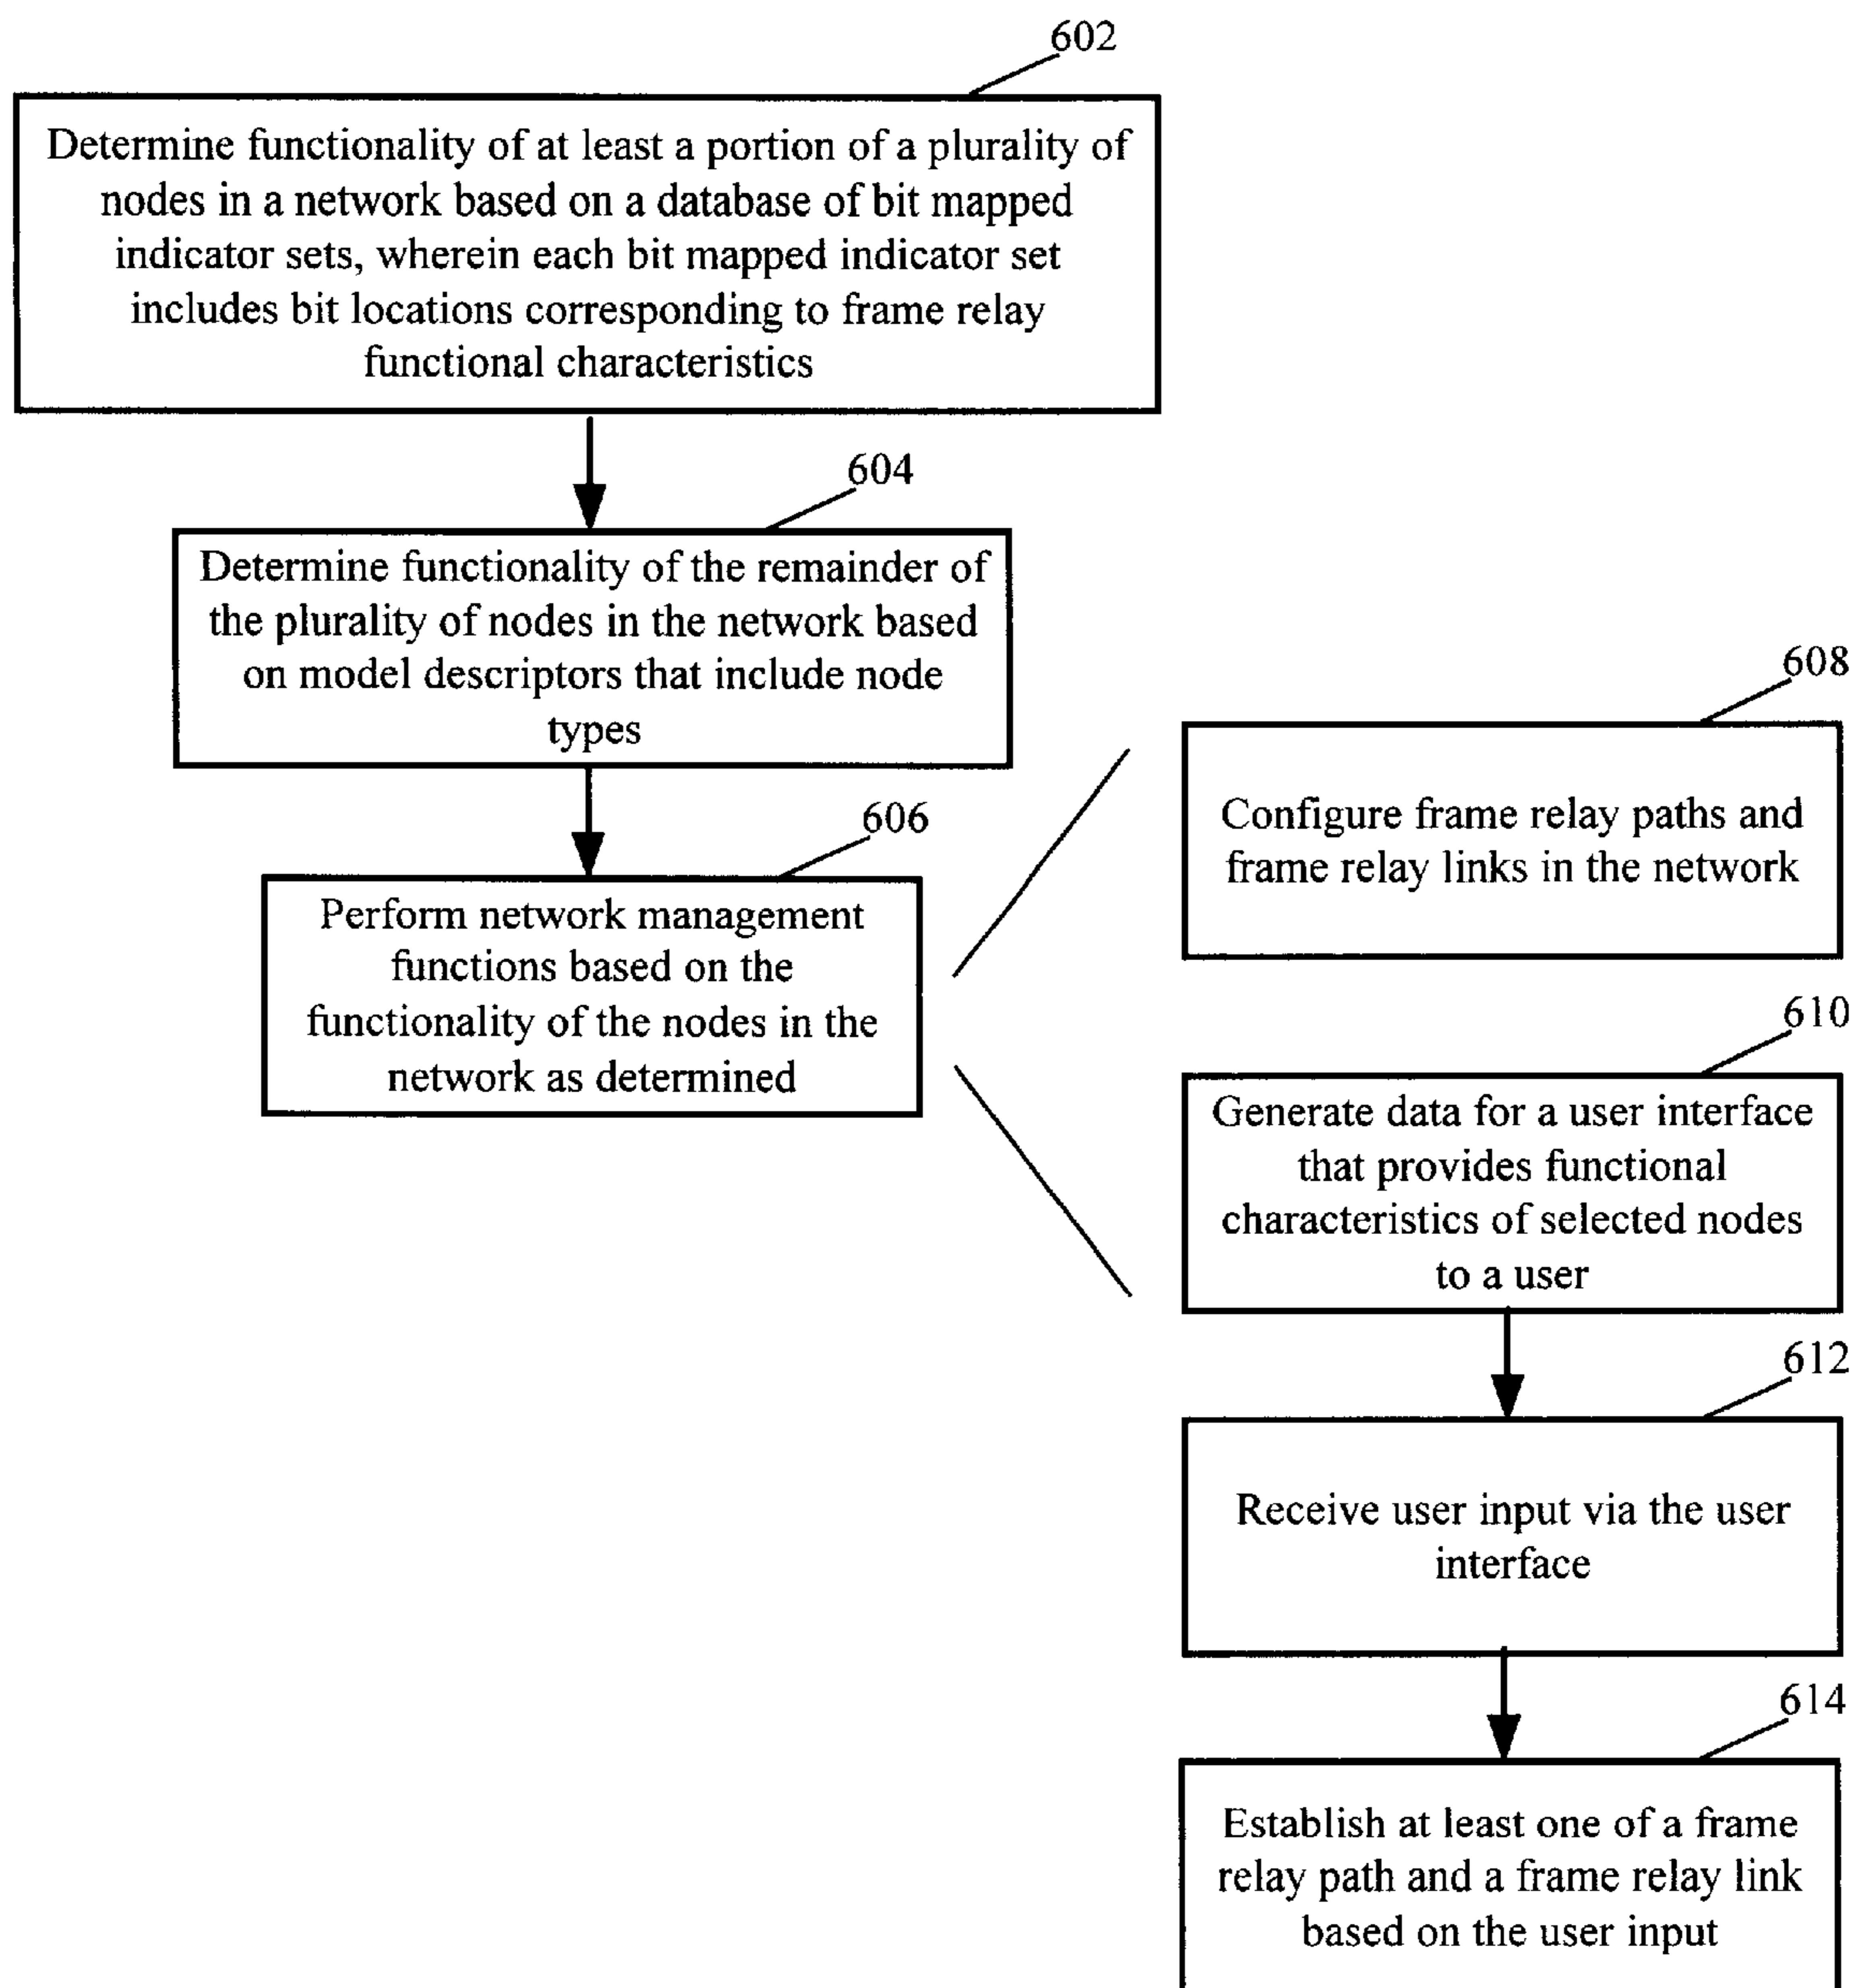 602
Determine functionality of at least a portion of a plurality of
nodes in a network based on a database of bit mapped
indicator sets, wherein each bit mapped indicator set
includes bit locations corresponding to frame relay
functional characteristics
604
Determine functionality of the remainder of
the plurality of nodes in the network based
on model descriptors that include node
types
606
Perform network management
functions based on the
functionality of the nodes in the
network as determined
608
Configure frame relay paths and
frame relay links in the network
610
Generate data for a user interface
that provides functional
characteristics of selected nodes
to a user
612
Receive user input via the user
interface
614
Establish at least one of a frame
relay path and a frame relay link
based on the user input